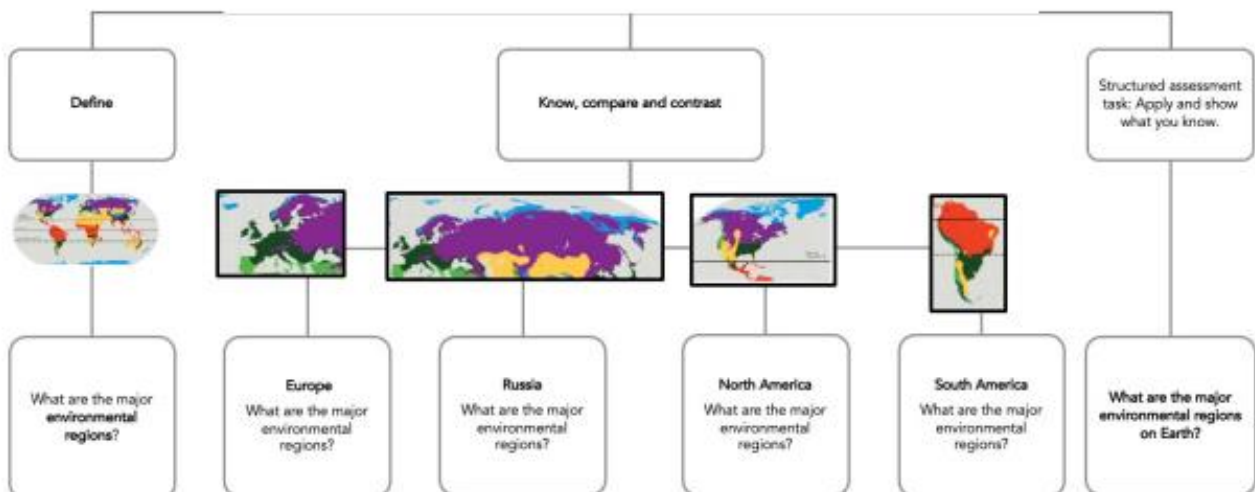 Define
Know, compare and contrast
Structured assessment
task: Apply and show
what you know.
What are the major
environmental
regions?
Europe
What are the major
environmental
regions?
Russia
What are the major
environmental
regions?
North America
What are the major
environmental
regions?
South America
What are the major
environmental
regions?
What are the major
environmental regions
on Earth?